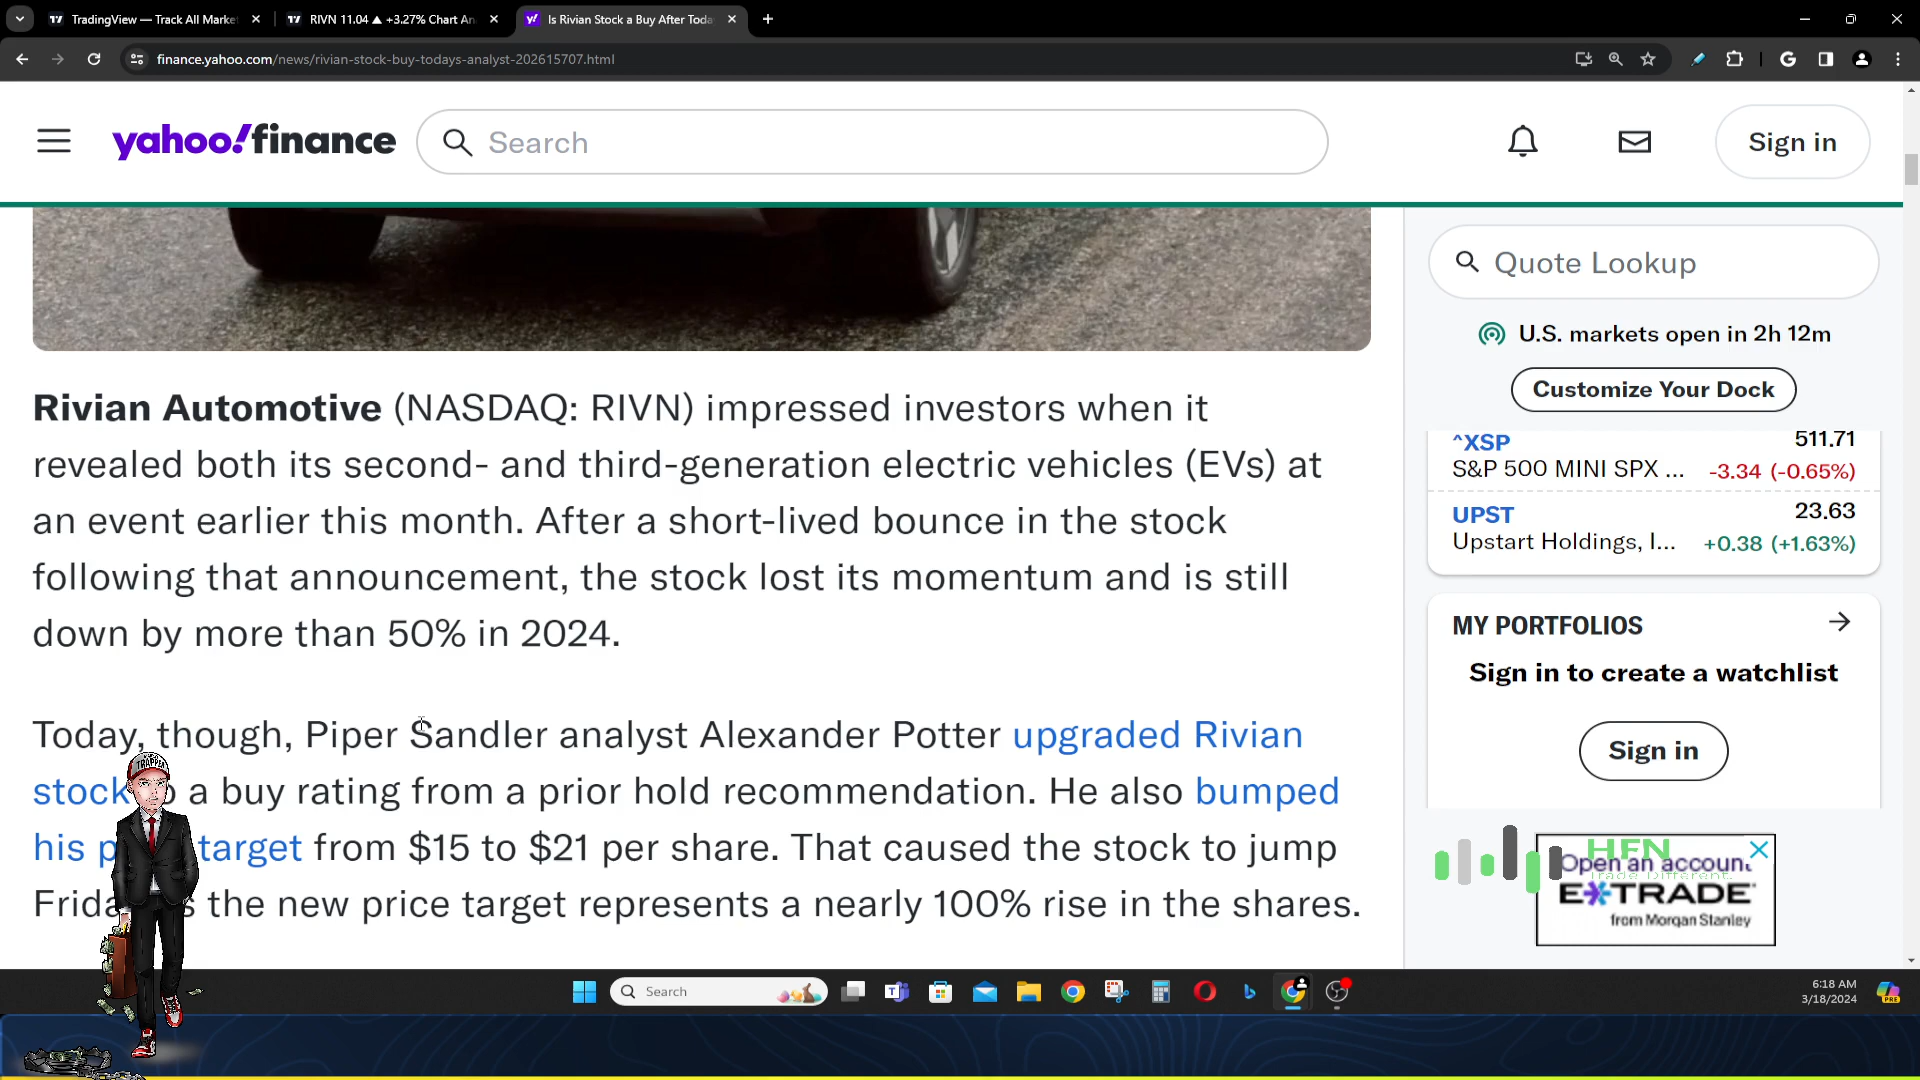 TradingView — Track All Marke
RIVN 11.04 ▲ +3.27% Chart An
Is Rivian Stock a Buy After Toda
finance.yahoo.com/news/rivian-stock-buy-todays-analyst-202615707.html
yahoo!finance
Search
Sign in
Rivian Automotive (NASDAQ: RIVN) impressed investors when it
revealed both its second- and third-generation electric vehicles (EVs) at
an event earlier this month. After a short-lived bounce in the stock
following that announcement, the stock lost its momentum and is still
down by more than 50% in 2024.
Today, though, Piper Sandler analyst Alexander Potter upgraded Rivian
stock a buy rating from a prior hold recommendation. He also bumped
his target from $15 to $21 per share. That caused the stock to jump
the new price target represents a nearly 100% rise in the shares.
Quote Lookup
U.S. markets open in 2h 12m
Customize Your Dock
^XSP 511.71
S&P 500 MINI SPX ... -3.34 (-0.65%)
UPST 23.63
Upstart Holdings, I... +0.38 (+1.63%)
MY PORTFOLIOS
Sign in to create a watchlist
Sign in
HFN
Trade Different.
Open an account
E*TRADE
from Morgan Stanley
TRAPPER
Search
6:18 AM
3/18/2024
PRE